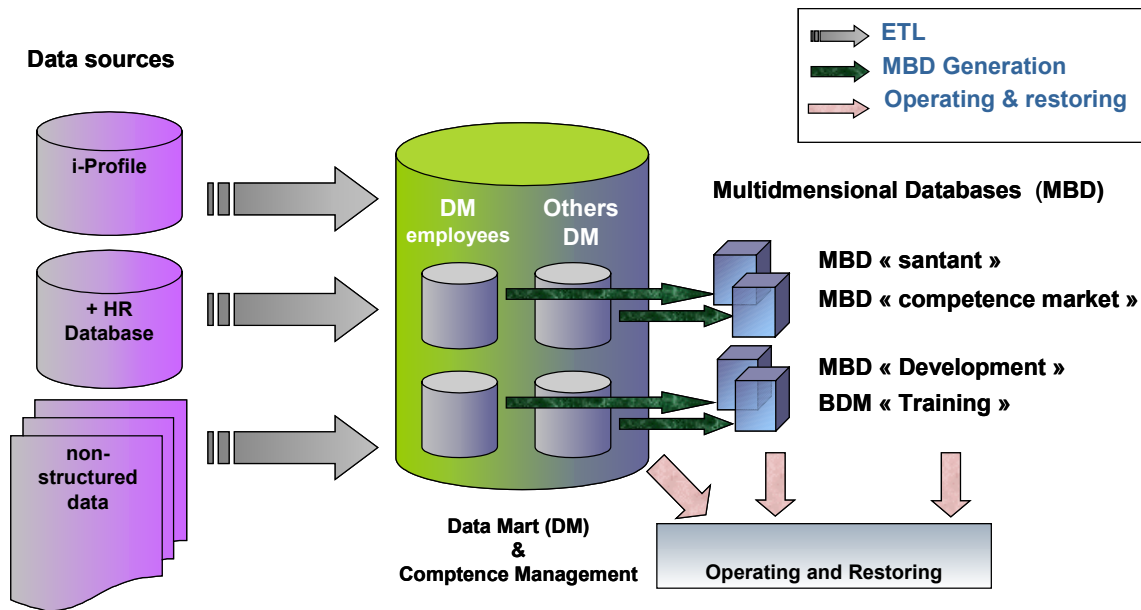 Data sources
i-Profile
+ HR
Database
non-
structured
data
DM
employees
Others
DM
Data Mart (DM)
&
Comptence Management
ETL
MBD Generation
Operating & restoring
Multidmensional Databases (MBD)
MBD « santant »
MBD « competence market »
MBD « Development »
BDM « Training »
Operating and Restoring